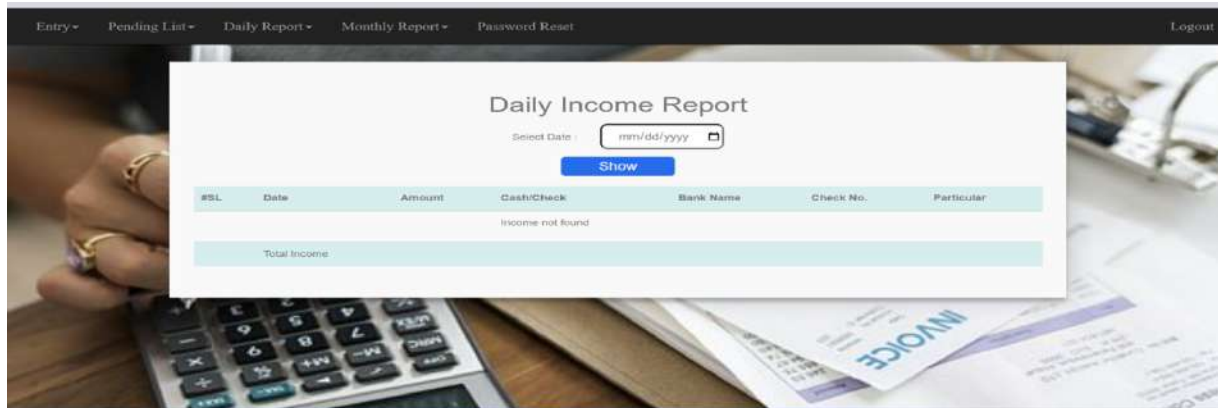 Entry Pending List Daily Report Monthly Report Password Reset Logout
Daily Income Report
Select Date : mm/dd/yyyy
Show
#SL Date Amount Cash/Check Bank Name Check No. Particular
Income not found
Total Income
INVOICE